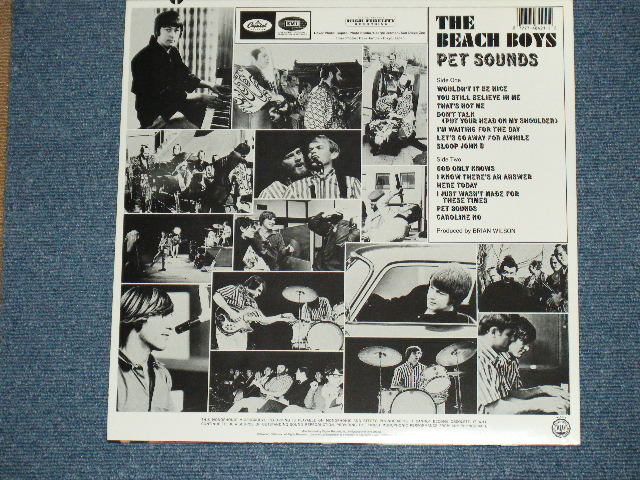 Capitol
EMI
HIGH FIDELITY
RECORDING
THE
BEACH BOYS
PET SOUNDS
Side One
WOULDN'T IT BE NICE
YOU STILL BELIEVE IN ME
THAT'S NOT ME
DON'T TALK
(PUT YOUR HEAD ON MY SHOULDER)
I'M WAITING FOR THE DAY
LET'S GO AWAY FOR AWHILE
SLOOP JOHN B
Side Two
GOD ONLY KNOWS
I KNOW THERE'S AN ANSWER
HERE TODAY
I JUST WASN'T MADE FOR
THESE TIMES
PET SOUNDS
CAROLINE NO
Produced by BRIAN WILSON